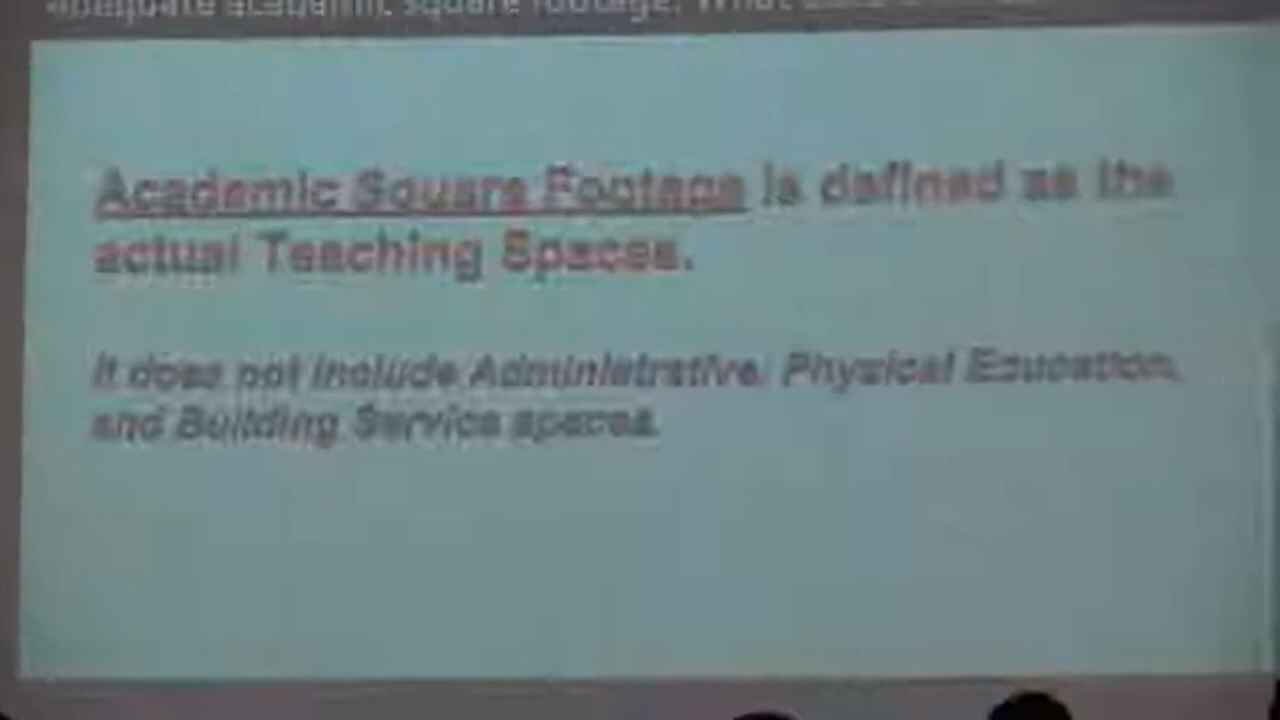 adequate academic square footage. What
Academic Square Footage is defined as the
actual Teaching Spaces.
It does not include Administrative, Physical Education,
and Building Service spaces.